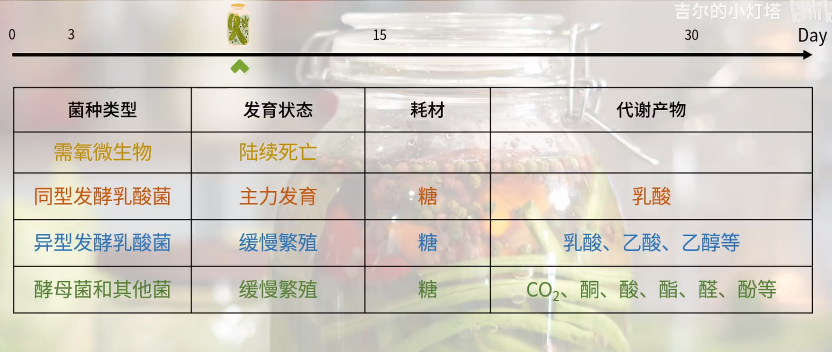 吉尔的小灯塔
0 3 15 30 Day
菌种类型 发育状态 耗材 代谢产物
需氧微生物 陆续死亡
同型发酵乳酸菌 主力发育 糖 乳酸
异型发酵乳酸菌 缓慢繁殖 糖 乳酸、乙酸、乙醇等
酵母菌和其他菌 缓慢繁殖 糖 CO₂、酮、酸、酯、醛、酚等